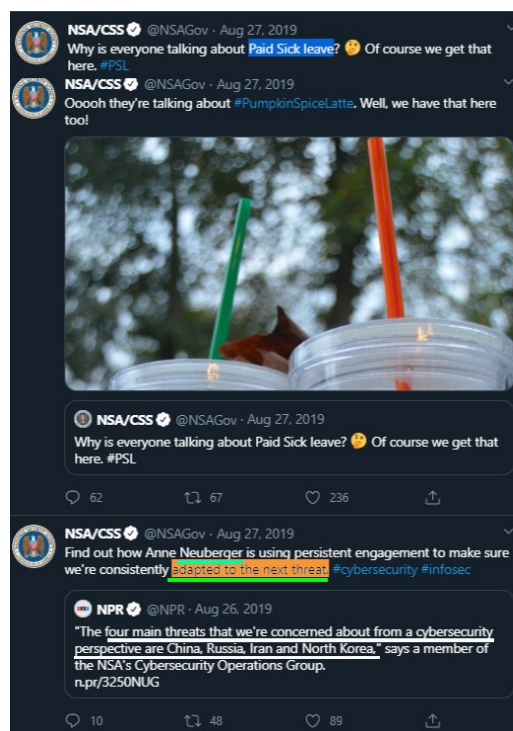 NSA/CSS @NSAGov · Aug 27, 2019
Why is everyone talking about Paid Sick leave? 🤔 Of course we get that
here. #PSL
NSA/CSS @NSAGov · Aug 27, 2019
Ooooh they're talking about #PumpkinSpiceLatte. Well, we have that here
too!
NSA/CSS @NSAGov · Aug 27, 2019
Why is everyone talking about Paid Sick leave? 🤔 Of course we get that
here. #PSL
62 67 236
NSA/CSS @NSAGov · Aug 27, 2019
Find out how Anne Neuberger is using persistent engagement to make sure
we're consistently adapted to the next threat. #cybersecurity #infosec
NPR @NPR · Aug 26, 2019
"The four main threats that we're concerned about from a cybersecurity
perspective are China, Russia, Iran and North Korea," says a member of
the NSA's Cybersecurity Operations Group.
n.pr/3250NUG
10 48 89